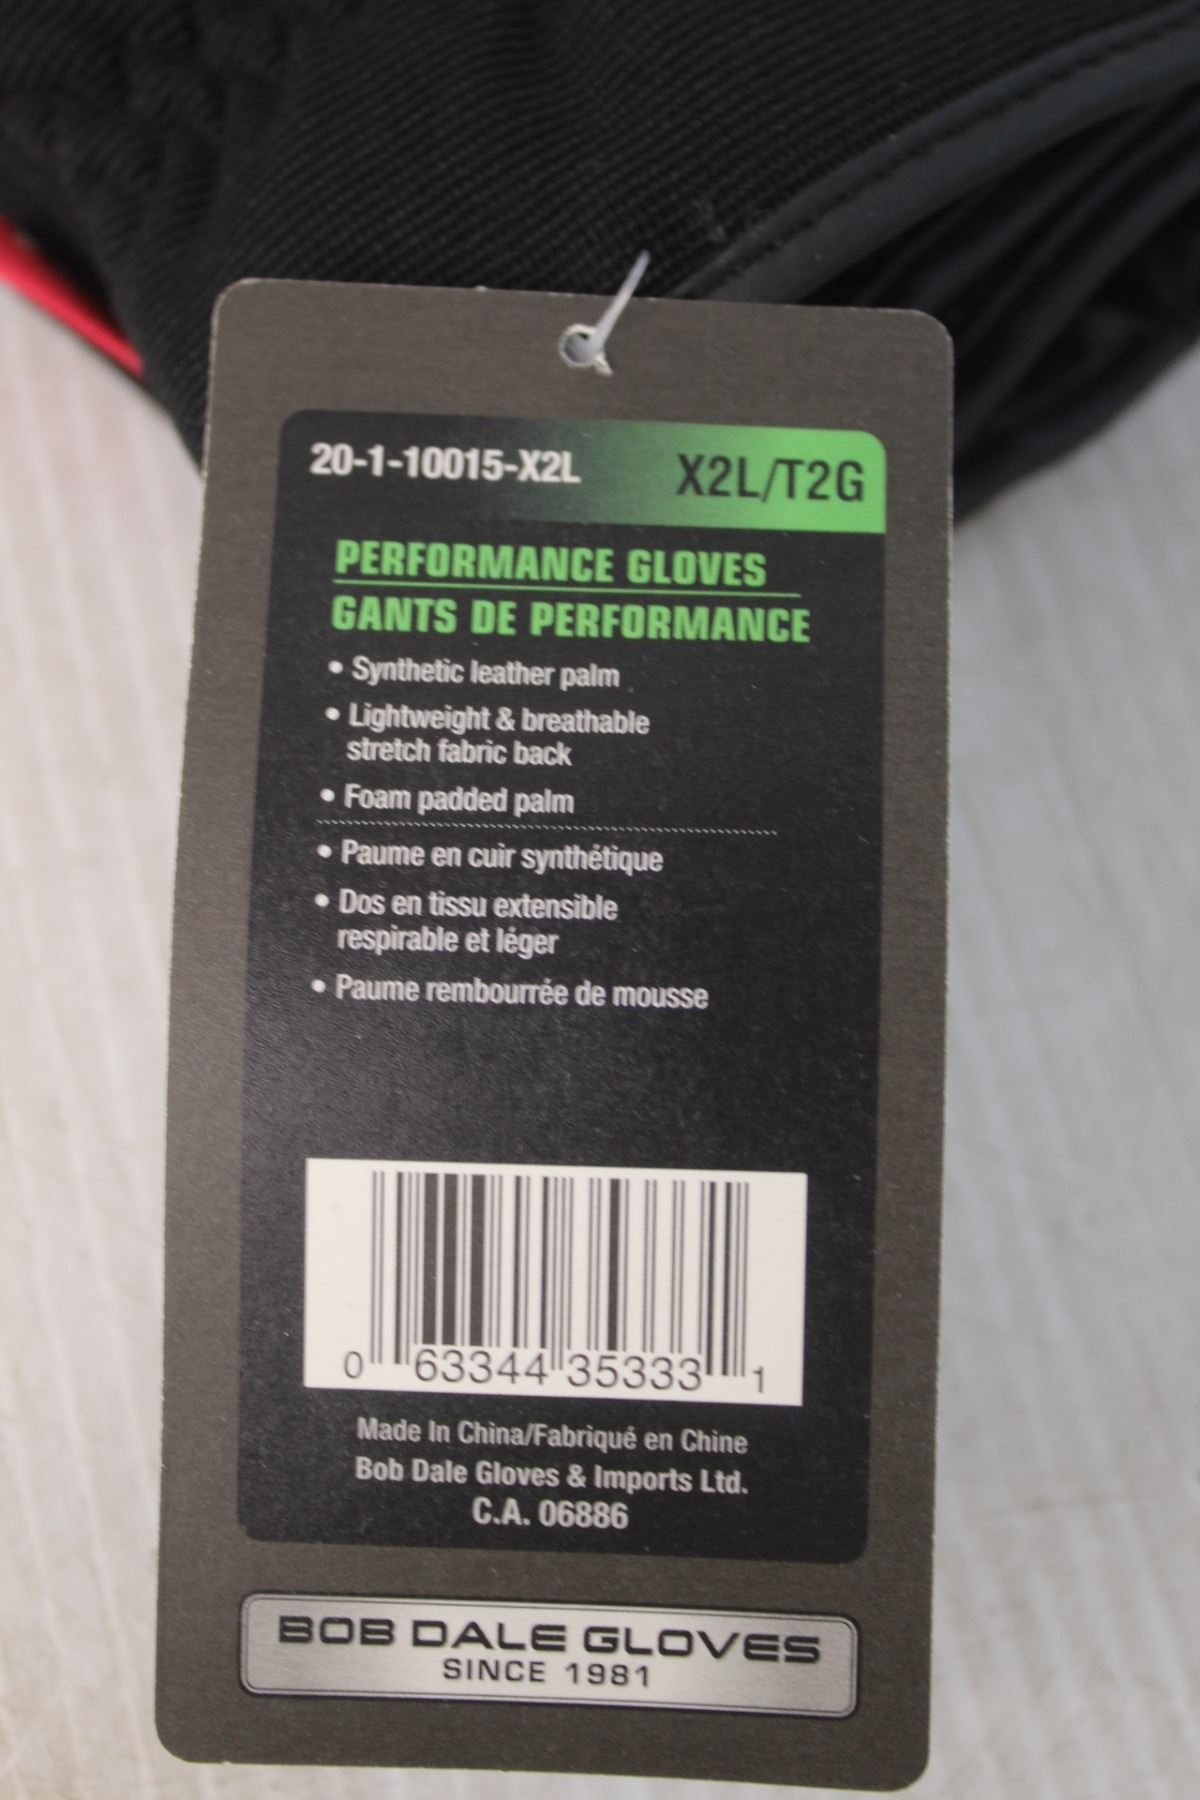 20-1-10015-X2L X2L/T2G
PERFORMANCE GLOVES
GANTS DE PERFORMANCE
• Synthetic leather palm
• Lightweight & breathable
stretch fabric back
• Foam padded palm
• Paume en cuir synthétique
• Dos en tissu extensible
respirable et léger
• Paume rembourrée de mousse
0 63344 35333 1
Made In China/Fabriqué en Chine
Bob Dale Gloves & Imports Ltd.
C.A. 06886
BOB DALE GLOVES
SINCE 1981